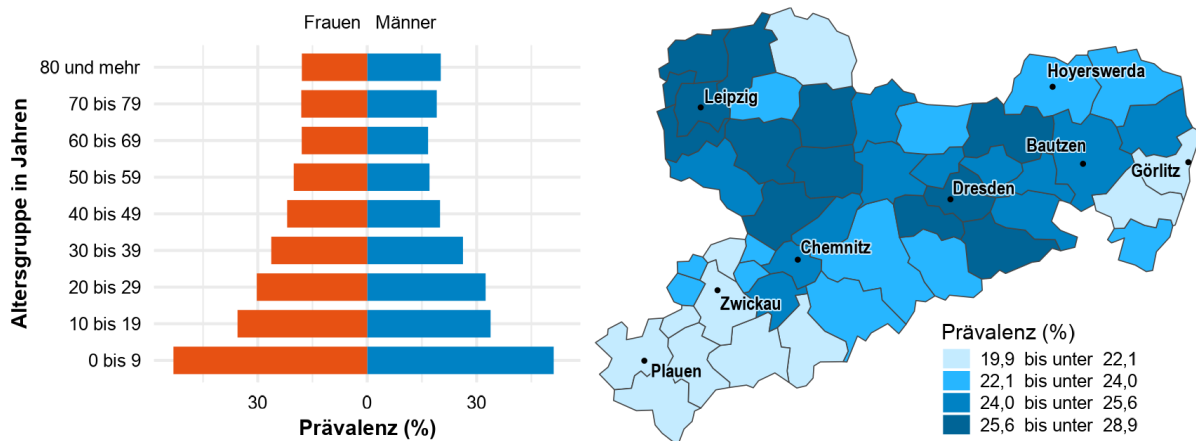 Frauen Männer
Altersgruppe in Jahren
80 und mehr
70 bis 79
60 bis 69
50 bis 59
40 bis 49
30 bis 39
20 bis 29
10 bis 19
0 bis 9
30 0 30
Prävalenz (%)
Hoyerswerda
Leipzig
Bautzen
Görlitz
Dresden
Chemnitz
Zwickau
Plauen
Prävalenz (%)
19,9 bis unter 22,1
22,1 bis unter 24,0
24,0 bis unter 25,6
25,6 bis unter 28,9